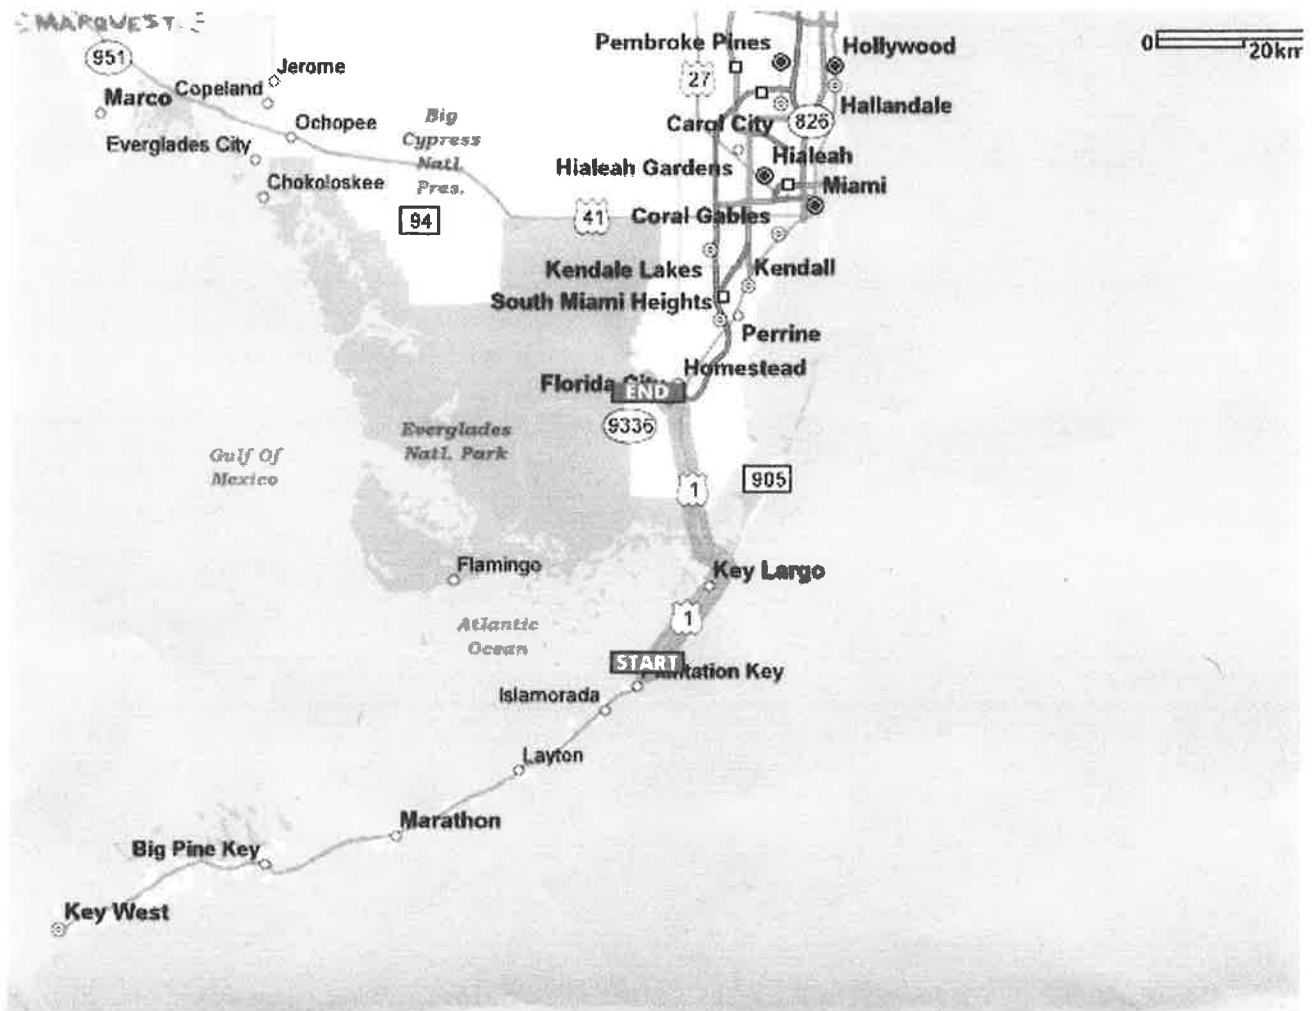 951
Jerome
Copeland
Marco
Ochopee
Everglades City
Chokoloskee
Big
Cypress
Natl.
Pres.
94
41
27
Pembroke Pines
Hollywood
Hallandale
Carol City
826
Hialeah
Hialeah Gardens
Miami
Coral Gables
Kendale Lakes
Kendall
South Miami Heights
Perrine
Homestead
Florida
END
9336
Everglades
Natl. Park
Gulf Of
Mexico
905
1
Flamingo
Key Largo
1
Atlantic
Ocean
START
Key
Islamorada
Layton
Marathon
Big Pine Key
Key West
0
20km